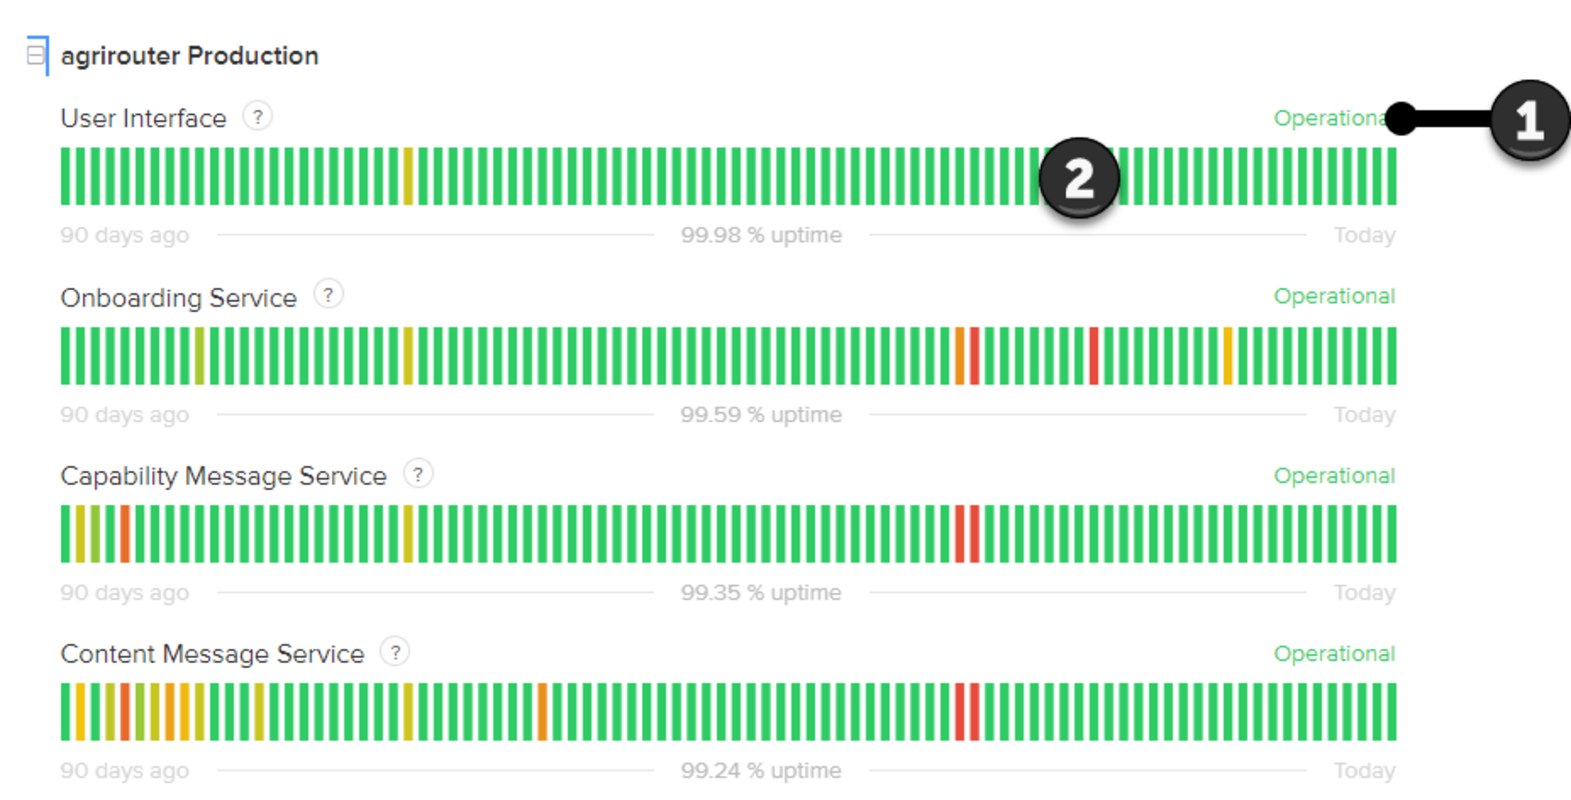 agrirouter Production
User Interface ?
Operational
1
2
90 days ago
99.98 % uptime
Today
Onboarding Service ?
Operational
90 days ago
99.59 % uptime
Today
Capability Message Service ?
Operational
90 days ago
99.35 % uptime
Today
Content Message Service ?
Operational
90 days ago
99.24 % uptime
Today